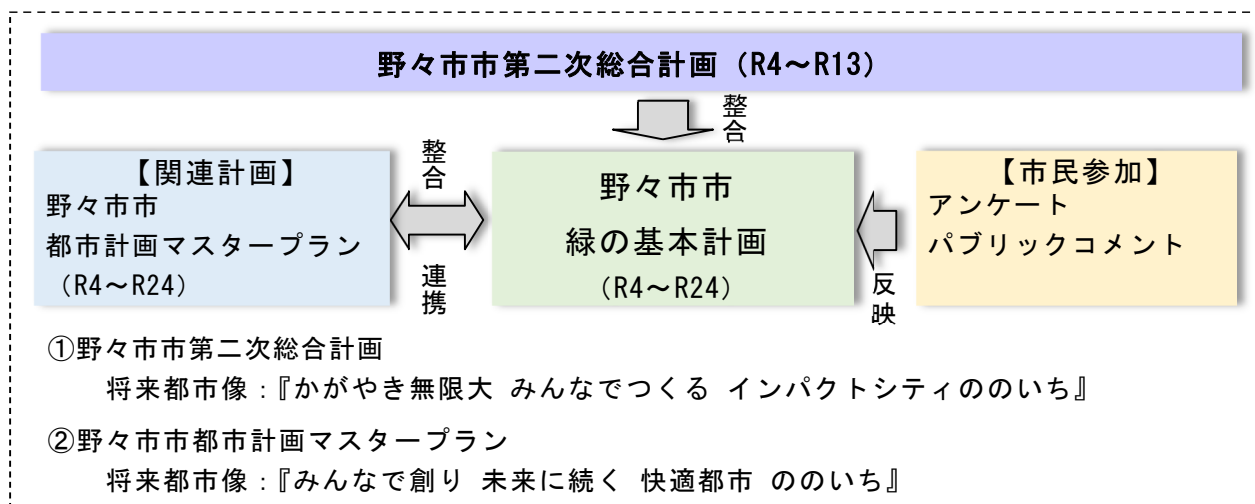 野々市市第二次総合計画（R4～R13）
整合
【関連計画】
野々市市
都市計画マスタープラン
（R4～R24）
整合
連携
野々市市
緑の基本計画
（R4～R24）
反映
【市民参加】
アンケート
パブリックコメント
①野々市市第二次総合計画
将来都市像：『かがやき無限大 みんなでつくる インパクトシティののいち』
②野々市市都市計画マスタープラン
将来都市像：『みんなで創り 未来に続く 快適都市 ののいち』